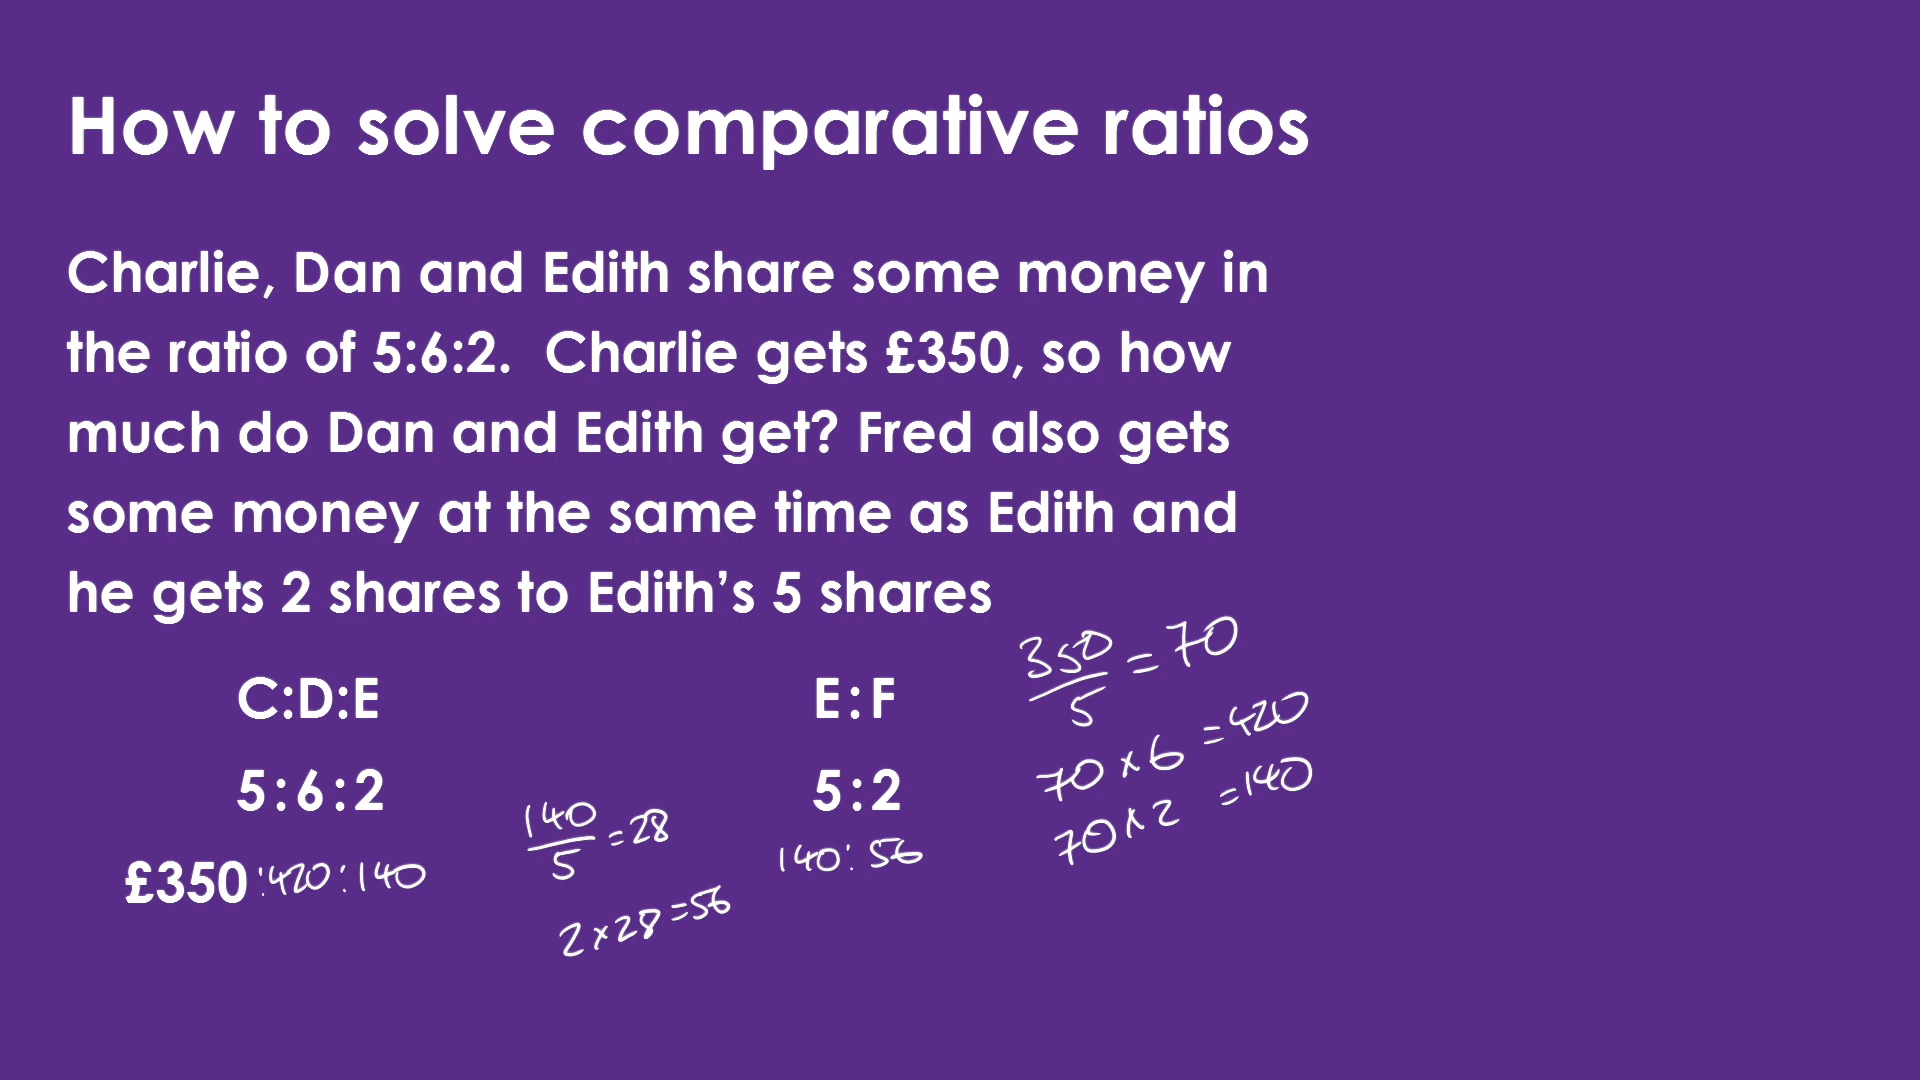 How to solve comparative ratios
Charlie, Dan and Edith share some money in
the ratio of 5:6:2. Charlie gets £350, so how
much do Dan and Edith get? Fred also gets
some money at the same time as Edith and
he gets 2 shares to Edith's 5 shares
350/5 = 70
C:D:E
E:F
70 × 6 = 420
5:6:2
5:2
70 × 2 = 140
140/5 = 28
140:56
£350:420:140
2 × 28 = 56